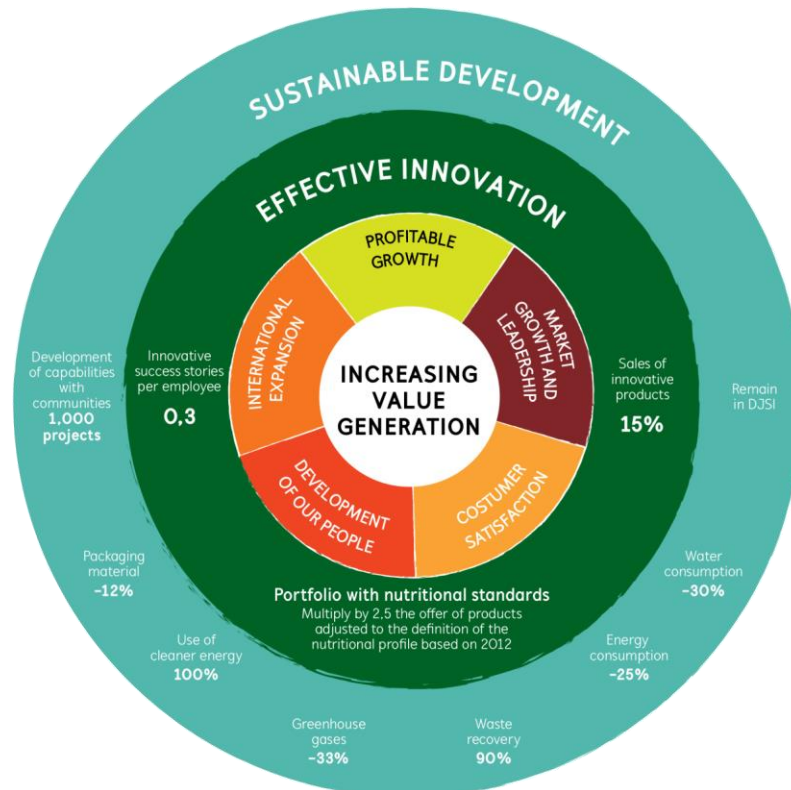 SUSTAINABLE DEVELOPMENT
EFFECTIVE INNOVATION
PROFITABLE
GROWTH
MARKET
GROWTH AND
LEADERSHIP
COSTUMER
SATISFACTION
DEVELOPMENT
OF OUR PEOPLE
INTERNATIONAL
EXPANSION
INCREASING
VALUE
GENERATION
Innovative
success stories
per employee
0,3
Sales of
innovative
products
15%
Portfolio with nutritional standards
Multiply by 2,5 the offer of products
adjusted to the definition of the
nutritional profile based on 2012
Development
of capabilities
with
communities
1,000
projects
Packaging
material
-12%
Use of
cleaner energy
100%
Greenhouse
gases
-33%
Waste
recovery
90%
Energy
consumption
-25%
Water
consumption
-30%
Remain
in DJSI